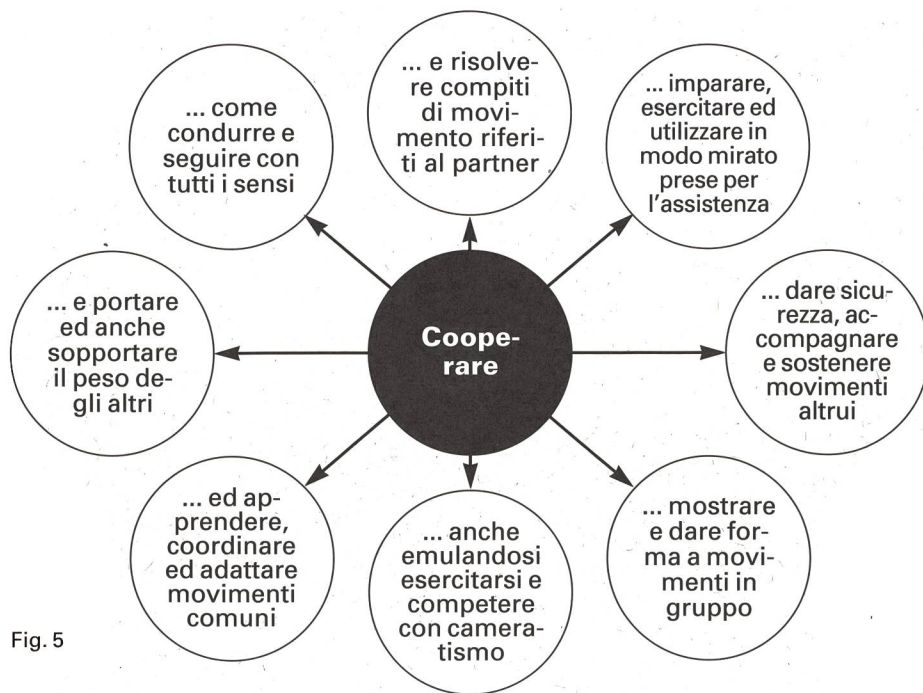 ... e risolve-
re compiti
di movi-
mento riferi-
ti al partner
... imparare,
esercitare ed
utilizzare in
modo mirato
prese per
l'assistenza
... dare sicu-
rezza, ac-
compagnare
e sostenere
movimenti
altrui
... mostrare
e dare for-
ma a movi-
menti in
gruppo
... anche
emulandosi
esercitarsi e
competere
con camera-
tismo
... ed ap-
prendere,
coordinare
ed adattare
movimenti
comuni
... e portare
ed anche
sopportare
il peso de-
gli altri
... come
condurre e
seguire con
tutti i sensi
Coope-
rare
Fig. 5